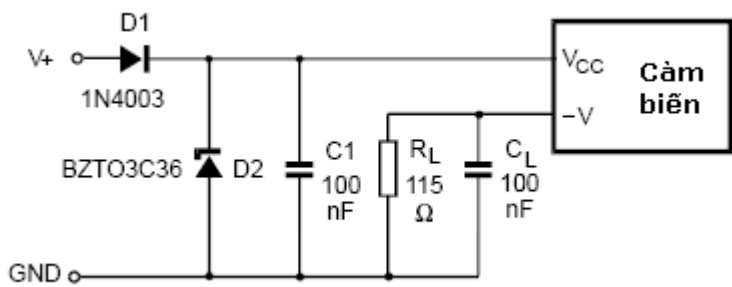 D1
V+
1N4003
BZTO3C36
D2
C1
100
nF
RL
115
Ω
CL
100
nF
VCC
−V
Cảm
biến
GND